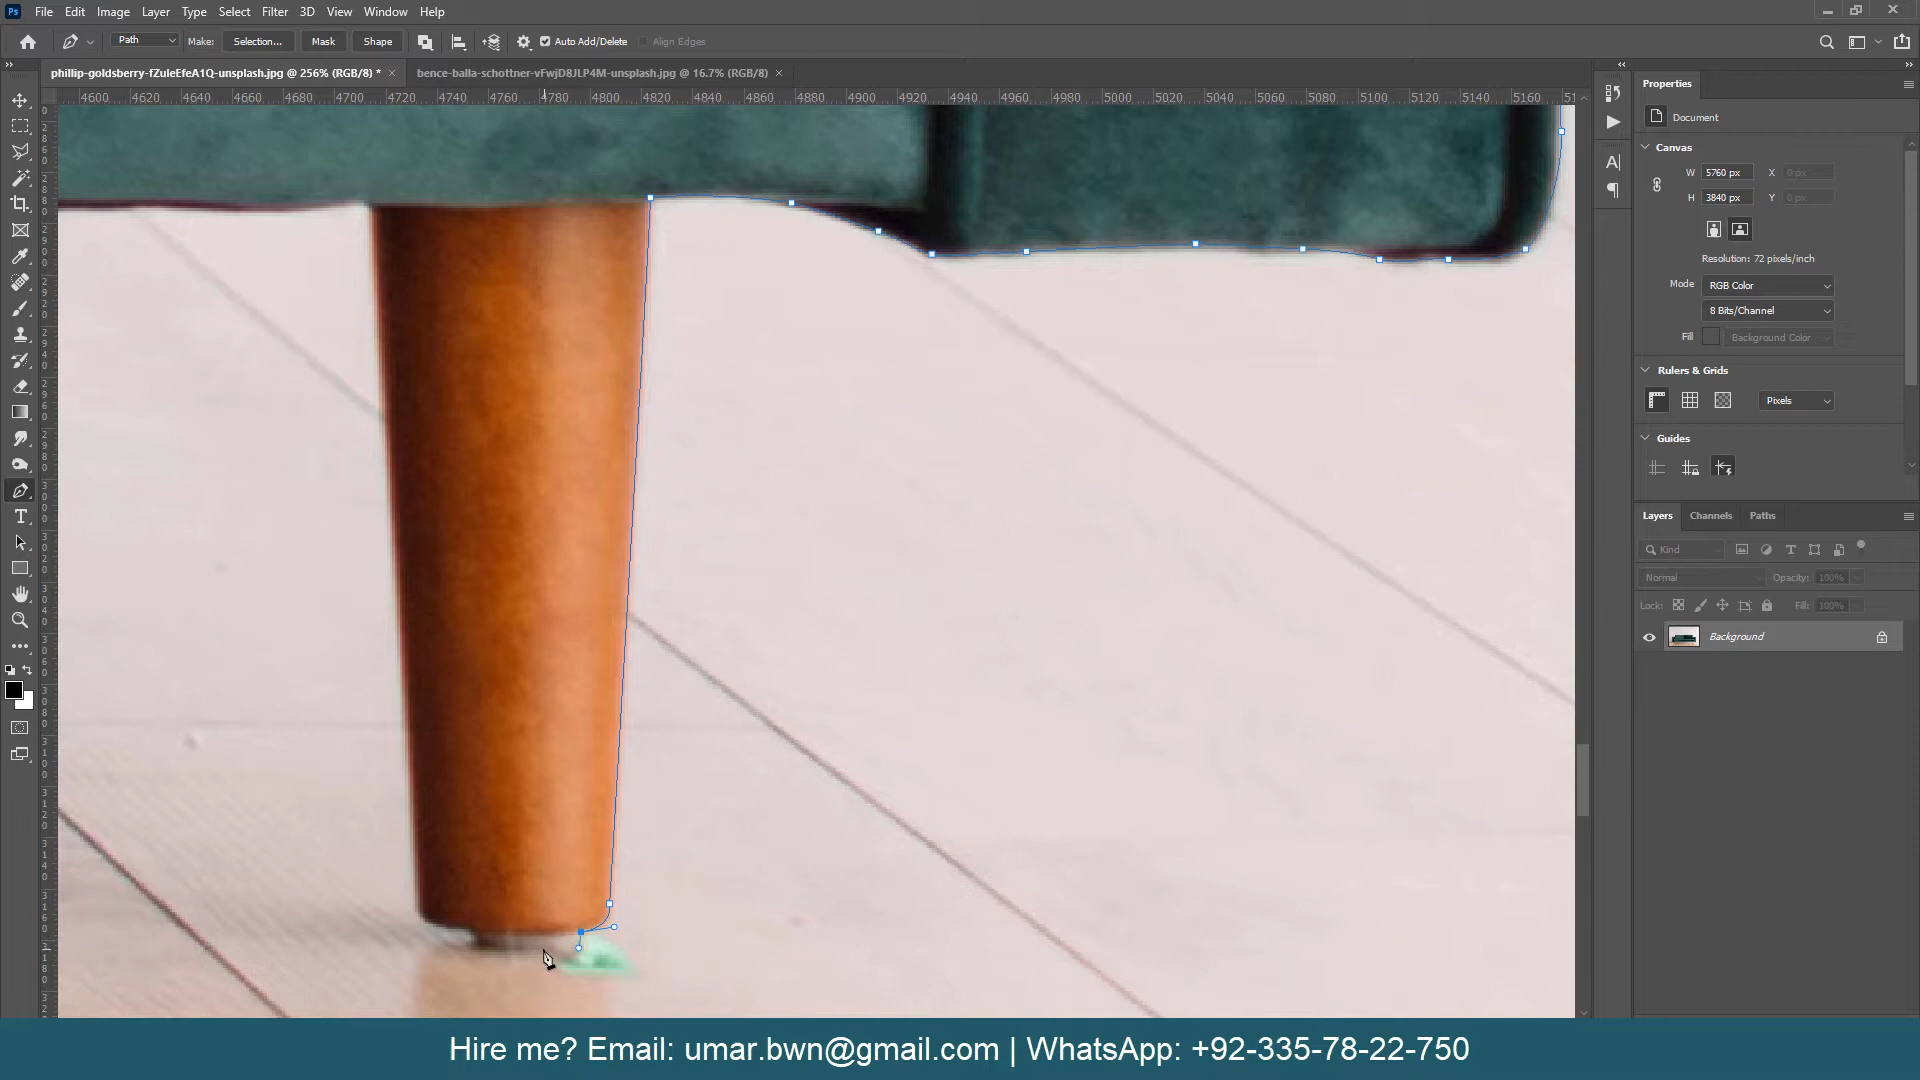 Ps File Edit Image Layer Type Select Filter 3D View Window Help
Path Make: Selection... Mask Shape Auto Add/Delete Align Edges
phillip-goldsberry-fZuleEfeA1Q-unsplash.jpg @ 256% (RGB/8) * × bence-balla-schottner-vFwjD8JLP4M-unsplash.jpg @ 16.7% (RGB/8) ×
4600 4620 4640 4660 4680 4700 4720 4740 4760 4780 4800 4820 4840 4860 4880 4900 4920 4940 4960 4980 5000 5020 5040 5060 5080 5100 5120 5140 5160
Properties
Document
Canvas
W 5760 px X 0 px
H 3840 px Y 0 px
Resolution: 72 pixels/inch
Mode RGB Color
8 Bits/Channel
Fill Background Color
Rulers & Grids
Pixels
Guides
Layers Channels Paths
Kind
Normal Opacity: 100%
Lock: Fill: 100%
Background
Hire me? Email: umar.bwn@gmail.com | WhatsApp: +92-335-78-22-750